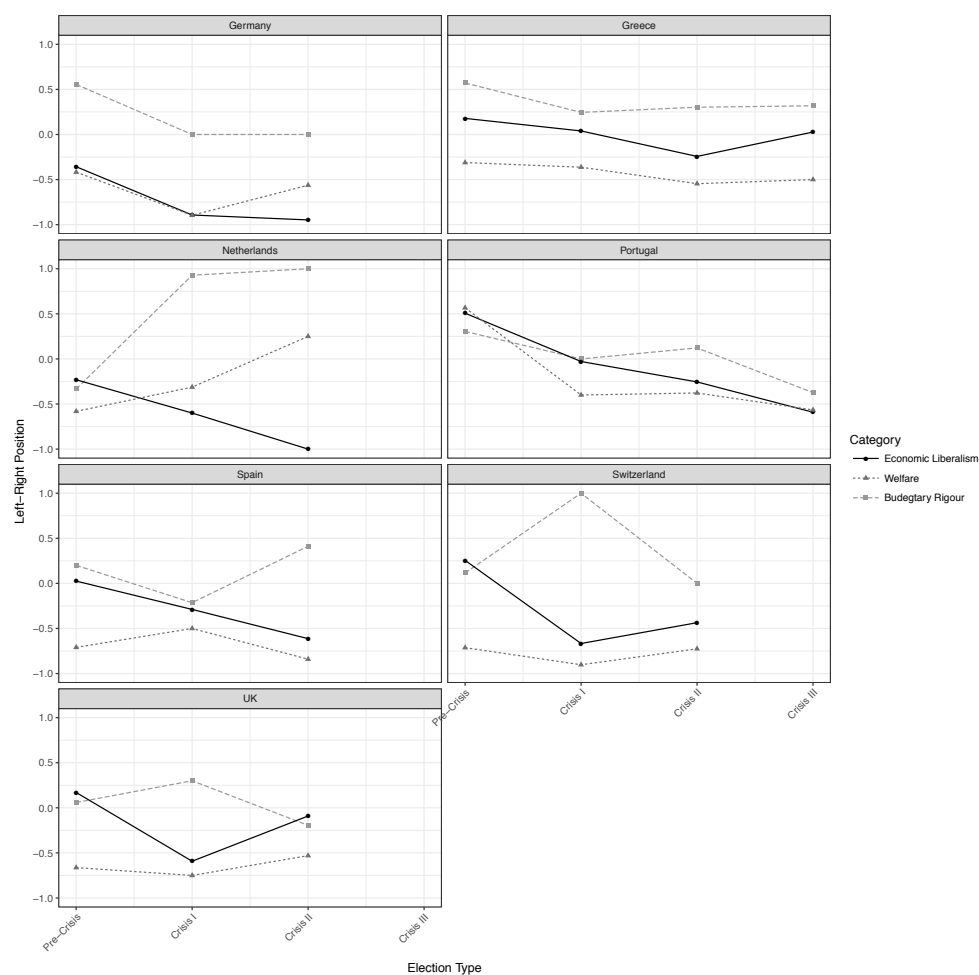 Germany
Greece
1.0
0.5
0.0
−0.5
−1.0
Netherlands
Portugal
1.0
0.5
0.0
−0.5
−1.0
Left−Right Position
Category
Economic Liberalism
Welfare
Budegtary Rigour
Spain
Switzerland
1.0
0.5
0.0
−0.5
−1.0
Pre−Crisis
Crisis I
Crisis II
Crisis III
UK
1.0
0.5
0.0
−0.5
−1.0
Pre−Crisis
Crisis I
Crisis II
Crisis III
Election Type